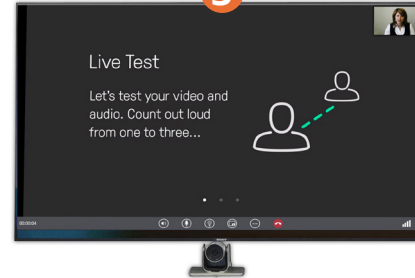 Live Test
Let's test your video and
audio. Count out loud
from one to three...
00:00:04